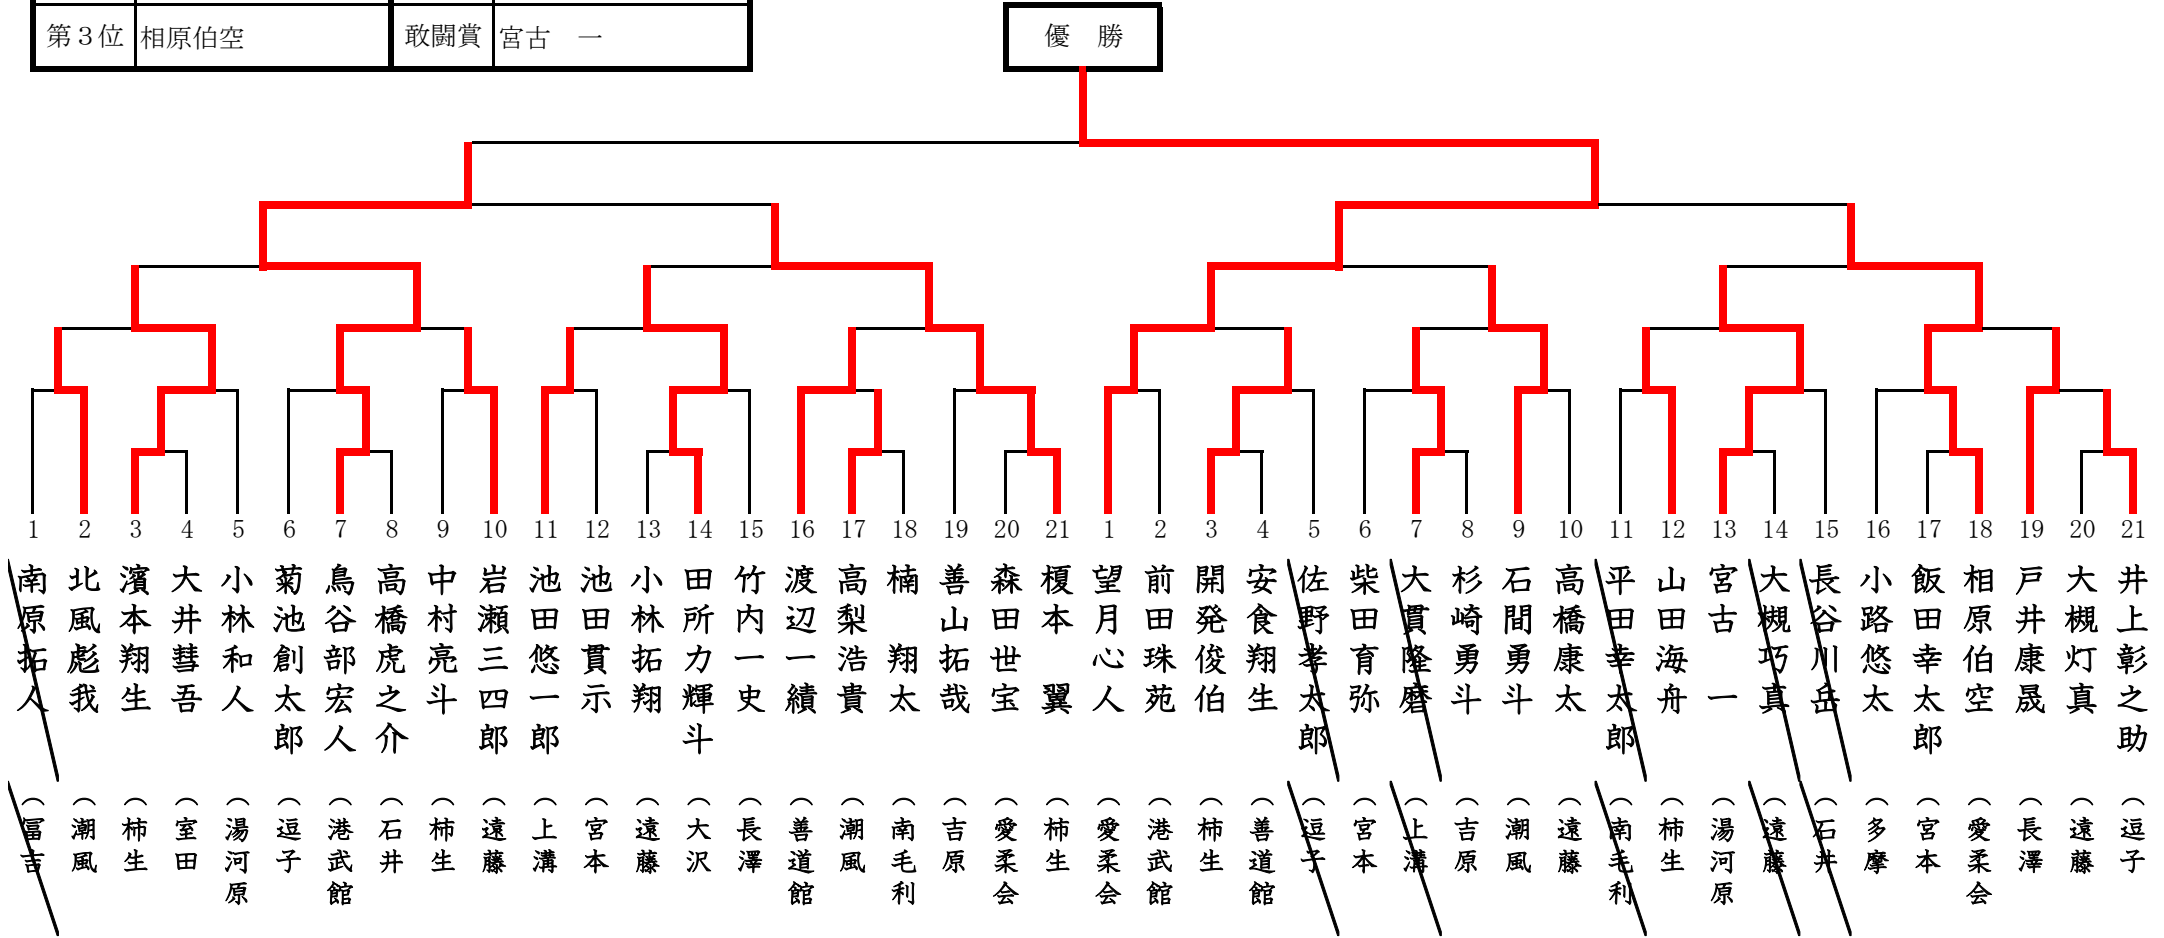 第３位 相原伯空 敢闘賞 宮古　一
優　勝
1 2 3 4 5 6 7 8 9 10 11 12 13 14 15 16 17 18 19 20 21 1 2 3 4 5 6 7 8 9 10 11 12 13 14 15 16 17 18 19 20 21
南原拓人
北風彪我
濱本翔生
大井彗吾
小林和人
菊池創太郎
鳥谷部宏人
高橋虎之介
中村亮斗
岩瀬三四郎
池田悠一郎
池田貫示
小林拓翔
田所力輝斗
竹内一史
渡辺一績
高梨浩貴
楠　翔太
善山拓哉
森田世宝
榎本　翼
望月心人
前田珠苑
開発俊伯
安食翔生
佐野孝太郎
柴田育弥
大貫隆磨
杉崎勇斗
石間勇斗
高橋康太
平田幸太郎
山田海舟
宮古　一
大槻巧真
長谷川岳
小路悠太
飯田幸太郎
相原伯空
戸井康晟
大槻灯真
井上彰之助
（冨吉
（潮風
（柿生
（室田
（湯河原
（逗子
（港武館
（石井
（柿生
（遠藤
（上溝
（宮本
（遠藤
（大沢
（長澤
（善道館
（潮風
（南毛利
（吉原
（愛柔会
（柿生
（愛柔会
（港武館
（柿生
（善道館
（逗子
（宮本
（上溝
（吉原
（潮風
（遠藤
（南毛利
（柿生
（湯河原
（遠藤
（石井
（多摩
（宮本
（愛柔会
（長澤
（遠藤
（逗子